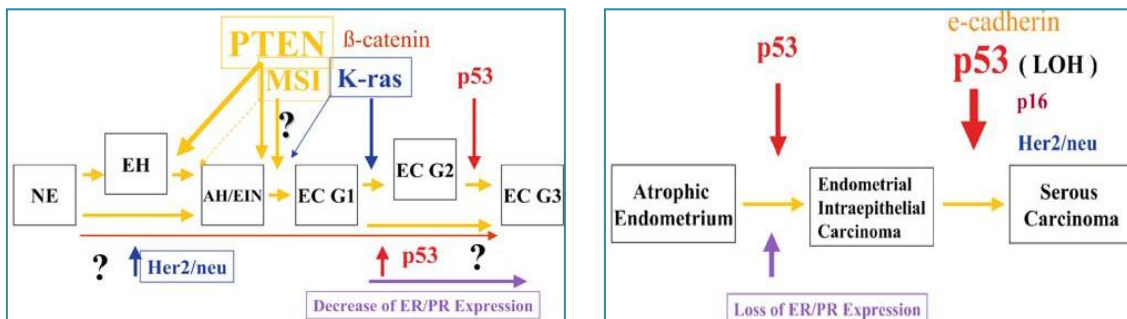 PTEN
ß-catenin
MSI
K-ras
p53
?
NE
EH
AH/EIN
EC G1
EC G2
EC G3
?
Her2/neu
p53
?
Decrease of ER/PR Expression
e-cadherin
p53
p53 ( LOH )
p16
Her2/neu
Atrophic
Endometrium
Endometrial
Intraepithelial
Carcinoma
Serous
Carcinoma
Loss of ER/PR Expression